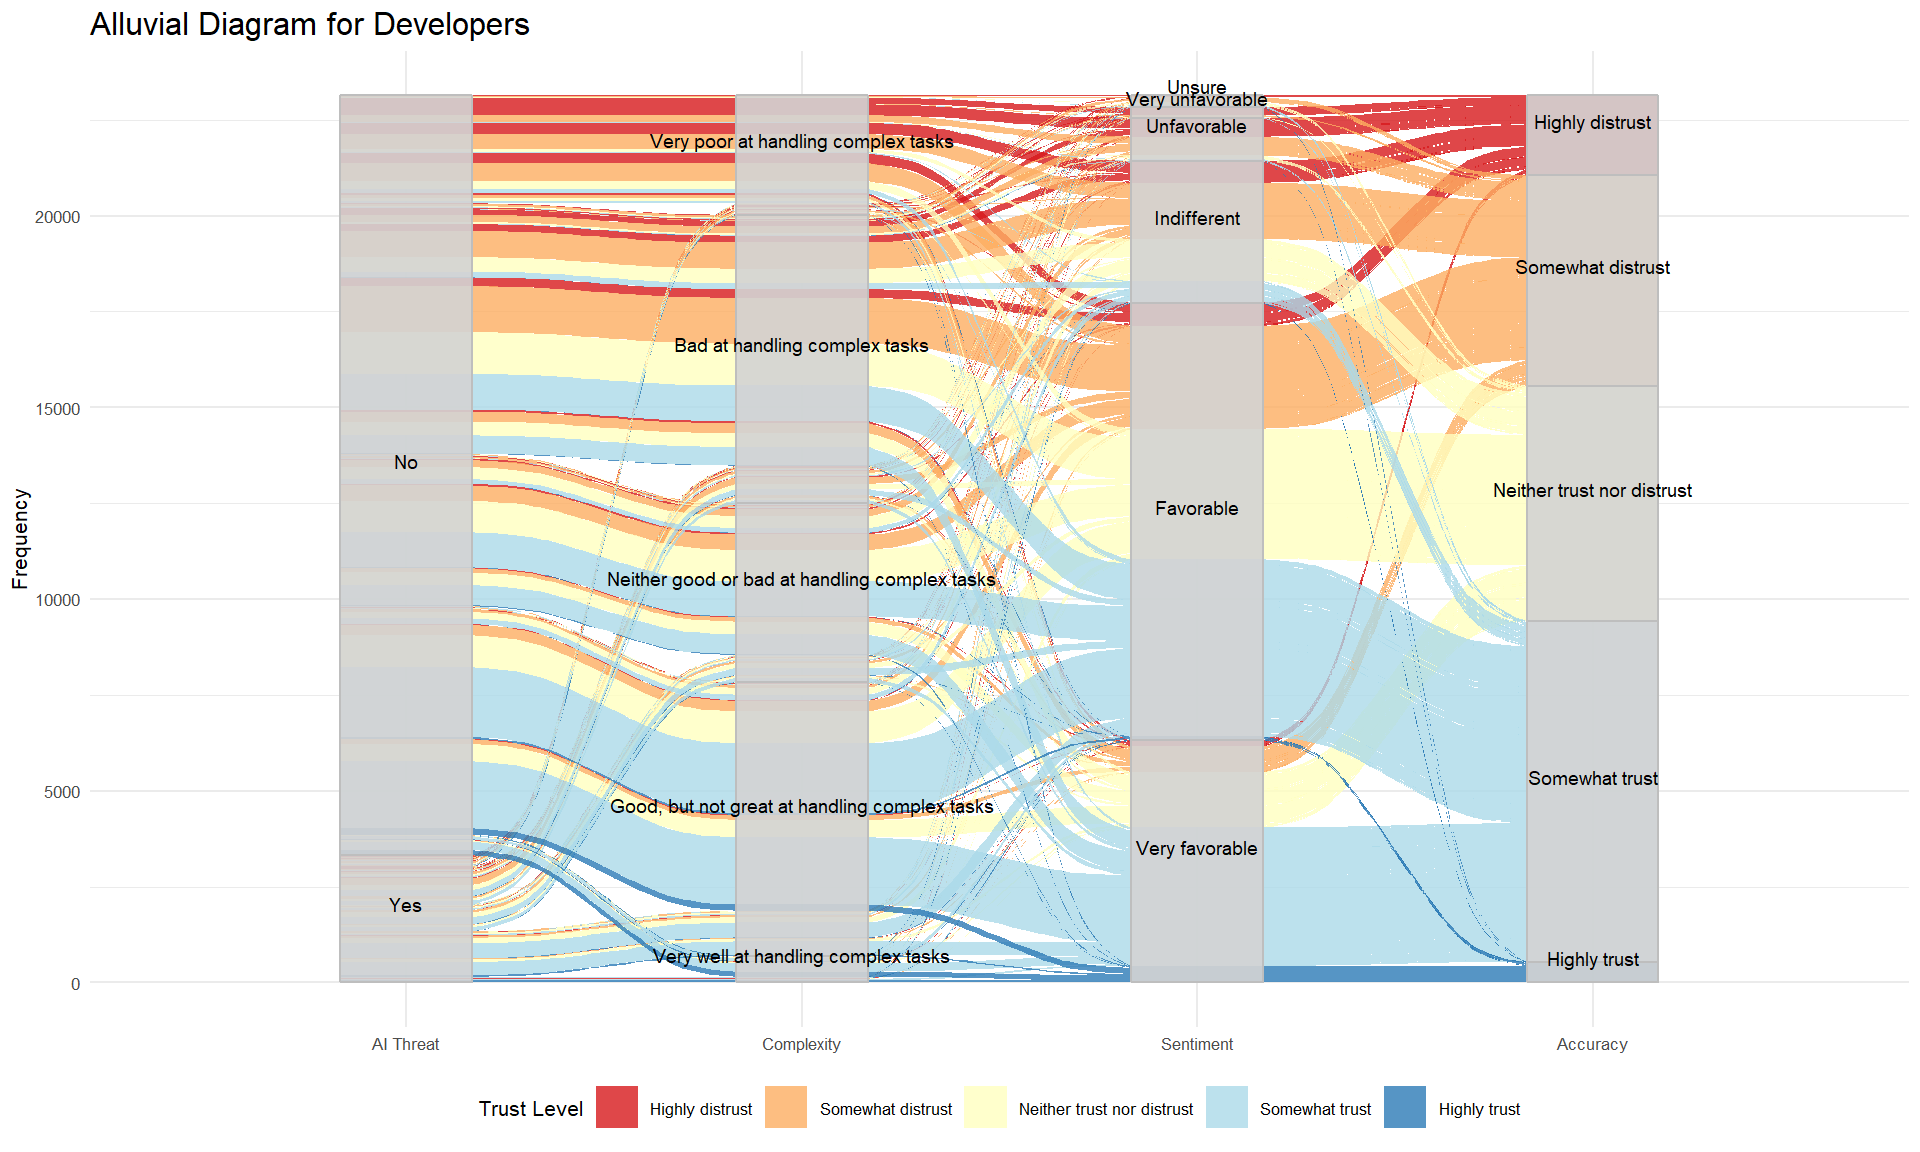 Alluvial Diagram for Developers
Unsure
Very unfavorable
Highly distrust
Unfavorable
Very poor at handling complex tasks
20000
Indifferent
Somewhat distrust
Bad at handling complex tasks
15000
No
Neither trust nor distrust
Favorable
Frequency
Neither good or bad at handling complex tasks
10000
Somewhat trust
5000
Good, but not great at handling complex tasks
Very favorable
Yes
Very well at handling complex tasks
Highly trust
0
AI Threat
Complexity
Sentiment
Accuracy
Trust Level
Highly distrust
Somewhat distrust
Neither trust nor distrust
Somewhat trust
Highly trust